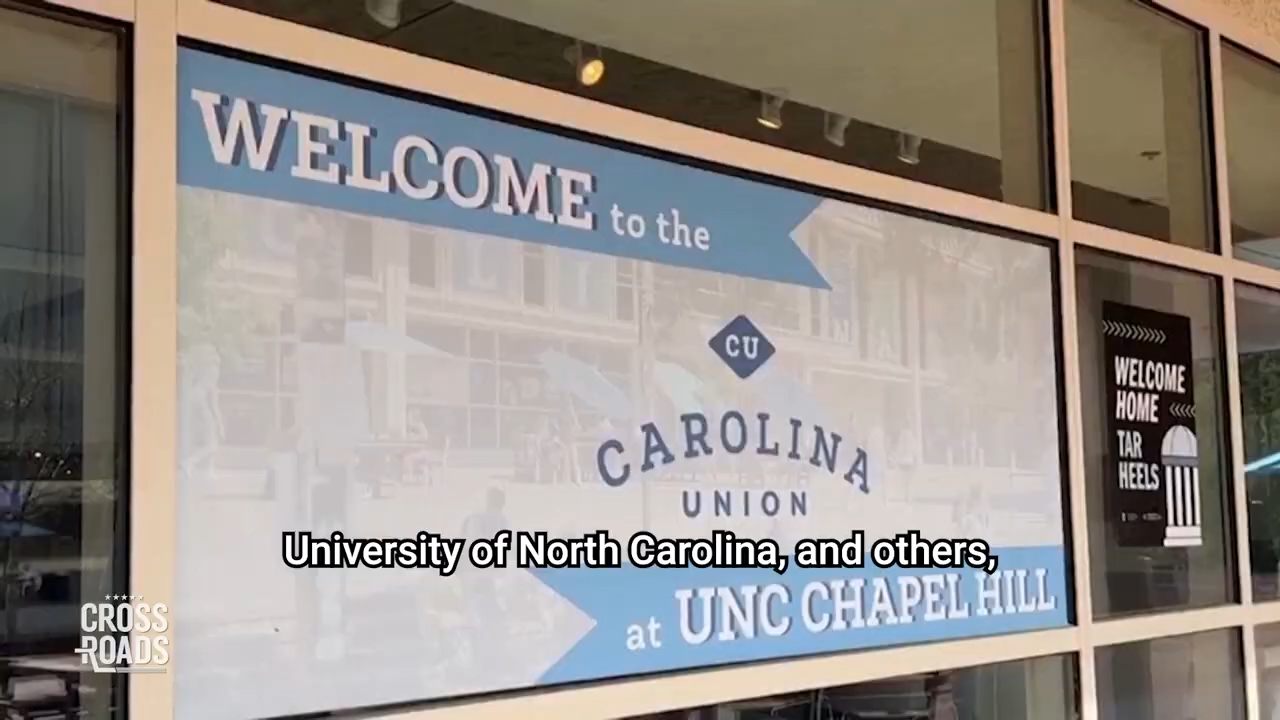 WELCOME to the
CU
CAROLINA
UNION
at UNC CHAPEL HILL
WELCOME
HOME
TAR
HEELS
University of North Carolina, and others,
CROSS
ROADS